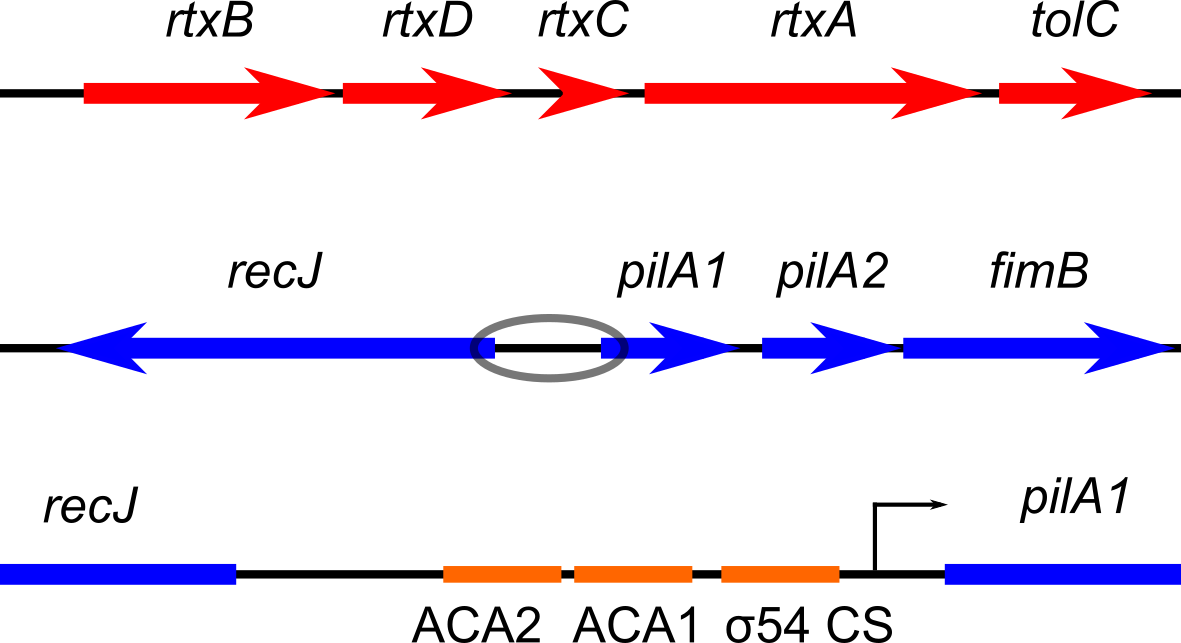 rtxB rtxD rtxC rtxA tolC
recJ pilA1 pilA2 fimB
recJ pilA1
ACA2 ACA1 σ54 CS